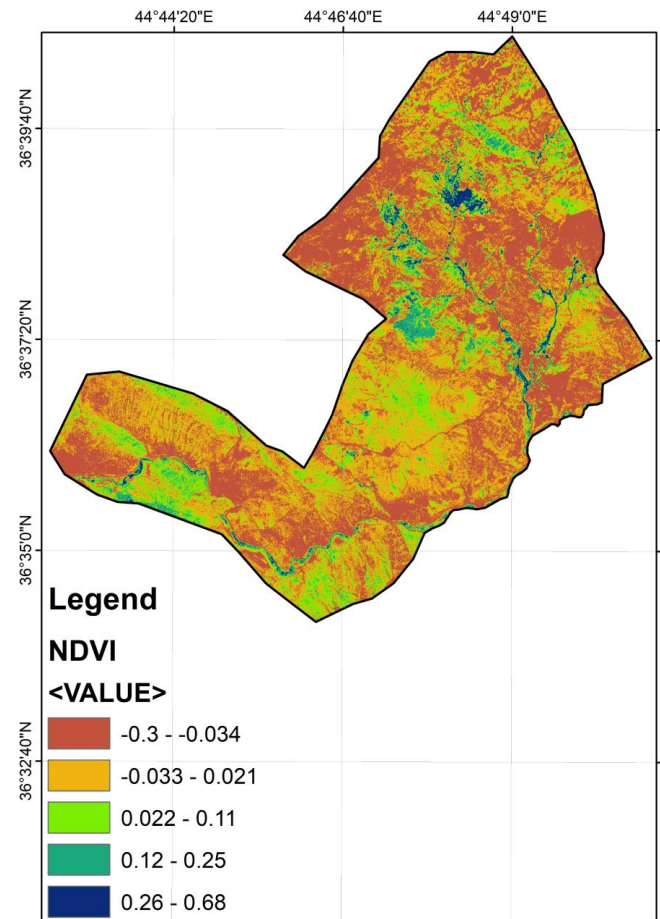 44°44'20"E 44°46'40"E 44°49'0"E
36°39'40"N
36°37'20"N
36°35'0"N
36°32'40"N
Legend
NDVI
<VALUE>
-0.3 - -0.034
-0.033 - 0.021
0.022 - 0.11
0.12 - 0.25
0.26 - 0.68